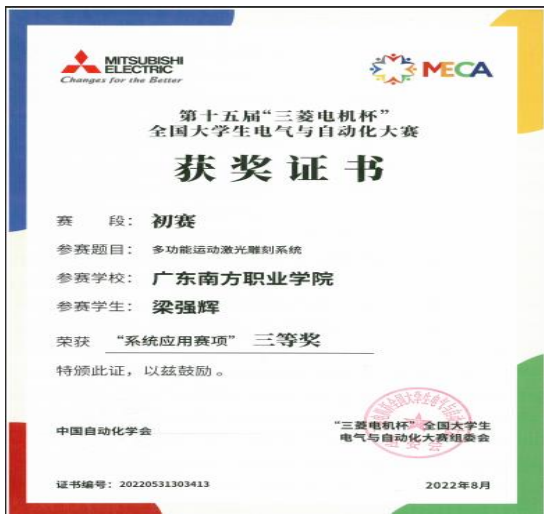 MITSUBISHI
ELECTRIC
Changes for the Better
MECA
第十五届“三菱电机杯”
全国大学生电气与自动化大赛
获奖证书
赛 段：初赛
参赛题目：多功能运动激光雕刻系统
参赛学校：广东南方职业学院
参赛学生：梁强辉
荣获 “系统应用赛项” 三等奖
特颁此证，以兹鼓励。
中国自动化学会
“三菱电机杯”全国大学生
电气与自动化大赛组委会
证书编号：20220531303413
2022年8月